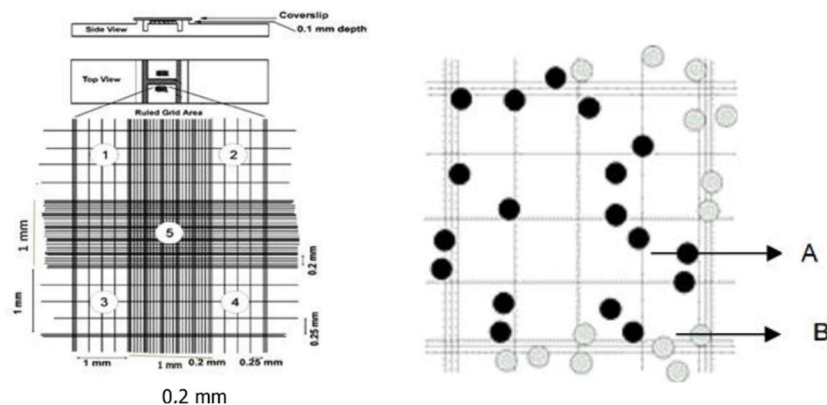 Coverslip
Side View
0.1 mm depth
Top View
Ruled Grid Area
1
2
5
3
4
1 mm
1 mm
0.2 mm
0.25 mm
1 mm
1 mm
0.2 mm
0.25 mm
0.2 mm
A
B